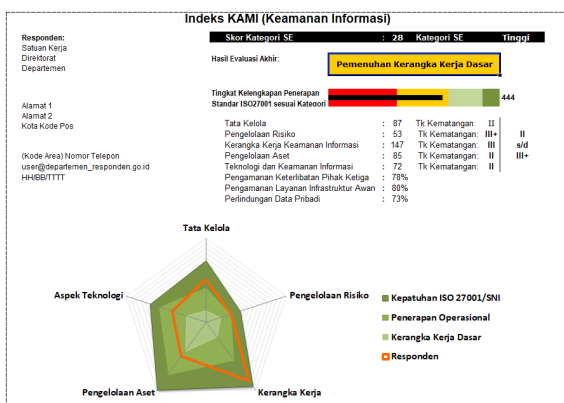 Indeks KAMI (Keamanan Informasi)
Responden:
Satuan Kerja
Direktorat
Departemen
Alamat 1
Alamat 2
Kota Kode Pos
(Kode Area) Nomor Telepon
user@departemen_responden.go.id
HH/BB/TTTT
Skor Kategori SE : 28 Kategori SE Tinggi
Hasil Evaluasi Akhir: Pemenuhan Kerangka Kerja Dasar
Tingkat Kelengkapan Penerapan
Standar ISO27001 sesuai Kategori 444
Tata Kelola : 87 Tk Kematangan: II
Pengelolaan Risiko : 53 Tk Kematangan: III+ II
Kerangka Kerja Keamanan Informasi : 147 Tk Kematangan: III s/d
Pengelolaan Aset : 85 Tk Kematangan: II III+
Teknologi dan Keamanan Informasi : 72 Tk Kematangan: II
Pengamanan Keterlibatan Pihak Ketiga : 78%
Pengamanan Layanan Infrastruktur Awan : 80%
Perlindungan Data Pribadi : 73%
Tata Kelola
Pengelolaan Risiko
Kerangka Kerja
Pengelolaan Aset
Aspek Teknologi
Kepatuhan ISO 27001/SNI
Penerapan Operasional
Kerangka Kerja Dasar
Responden